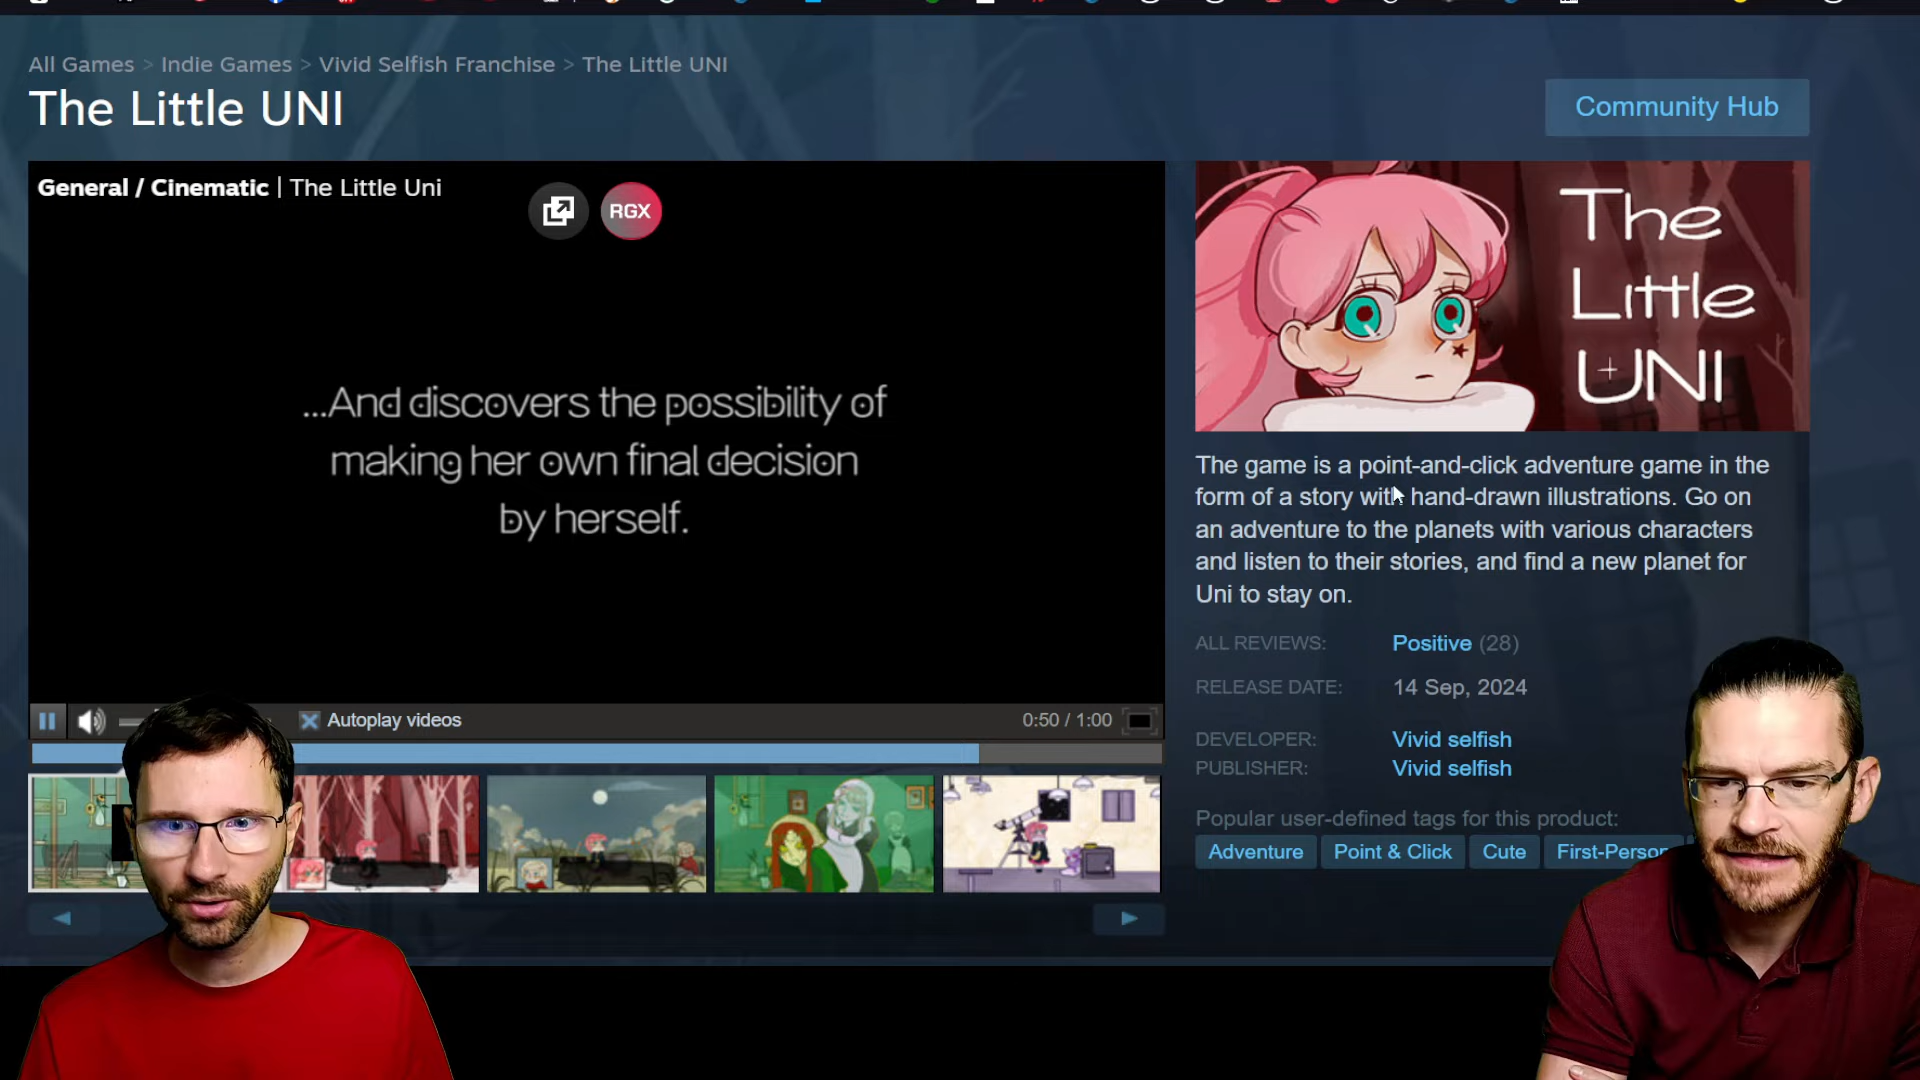 All Games > Indie Games > Vivid Selfish Franchise > The Little UNI
The Little UNI
Community Hub
General / Cinematic | The Little Uni
RGX
...And discovers the possibility of
making her own final decision
by herself.
Autoplay videos
0:50 / 1:00
The
Little
UNI
The game is a point-and-click adventure game in the
form of a story with hand-drawn illustrations. Go on
an adventure to the planets with various characters
and listen to their stories, and find a new planet for
Uni to stay on.
ALL REVIEWS: Positive (28)
RELEASE DATE: 14 Sep, 2024
DEVELOPER: Vivid selfish
PUBLISHER: Vivid selfish
Popular user-defined tags for this product:
Adventure Point & Click Cute First-Person